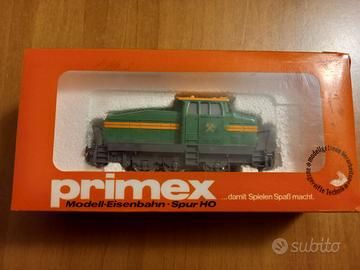 primex
Modell-Eisenbahn · Spur HO
...damit Spielen Spaß macht.
subito